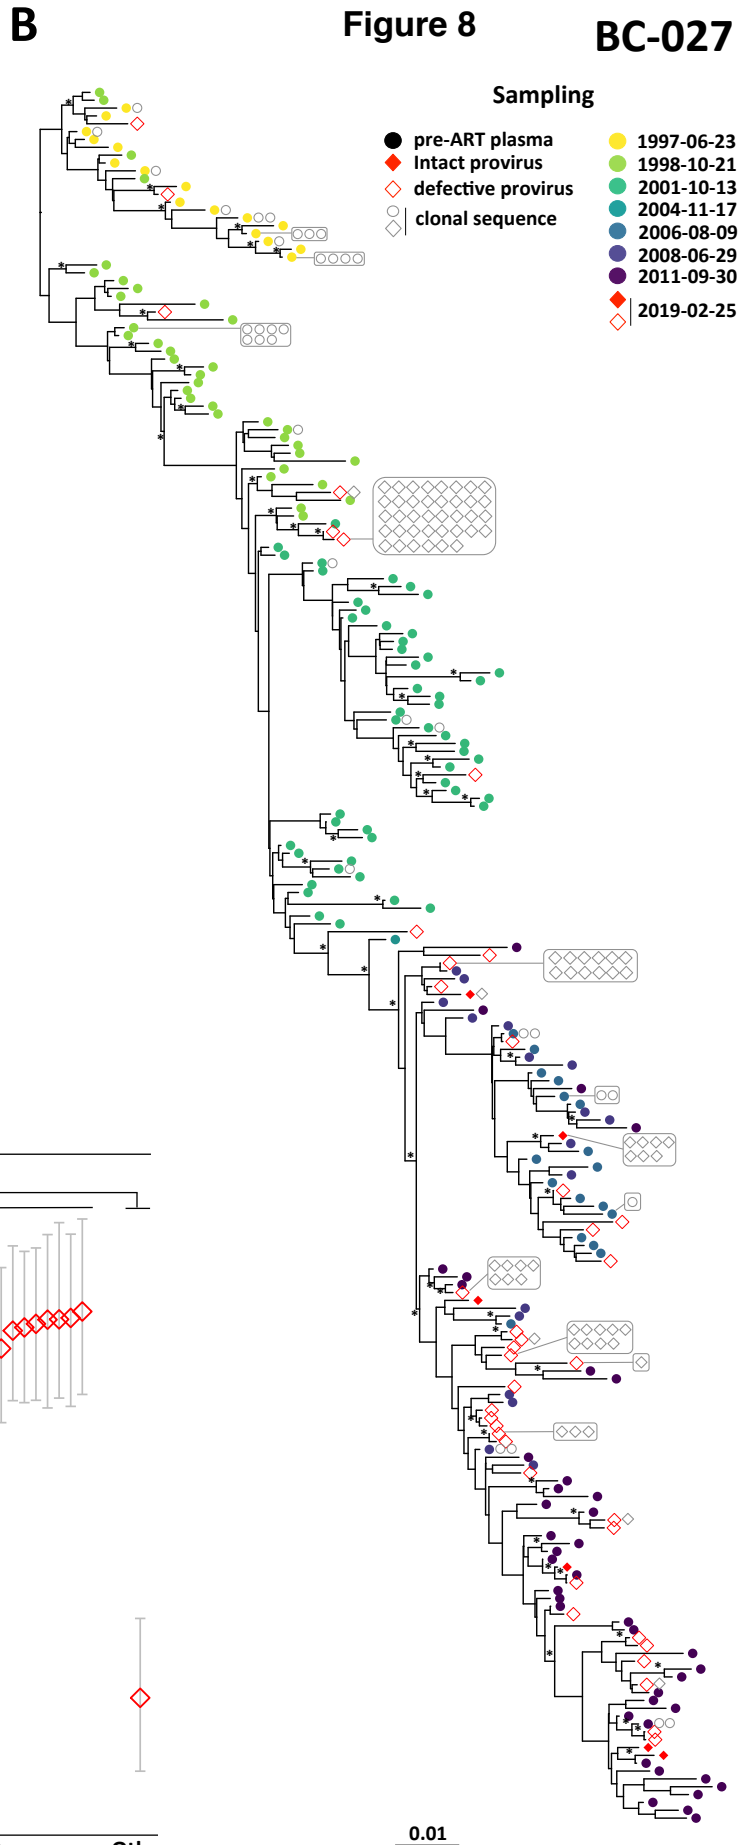 B
Figure 8
BC-027
Sampling
pre-ART plasma
Intact provirus
defective provirus
clonal sequence
1997-06-23
1998-10-21
2001-10-13
2004-11-17
2006-08-09
2008-06-29
2011-09-30
2019-02-25
0.01